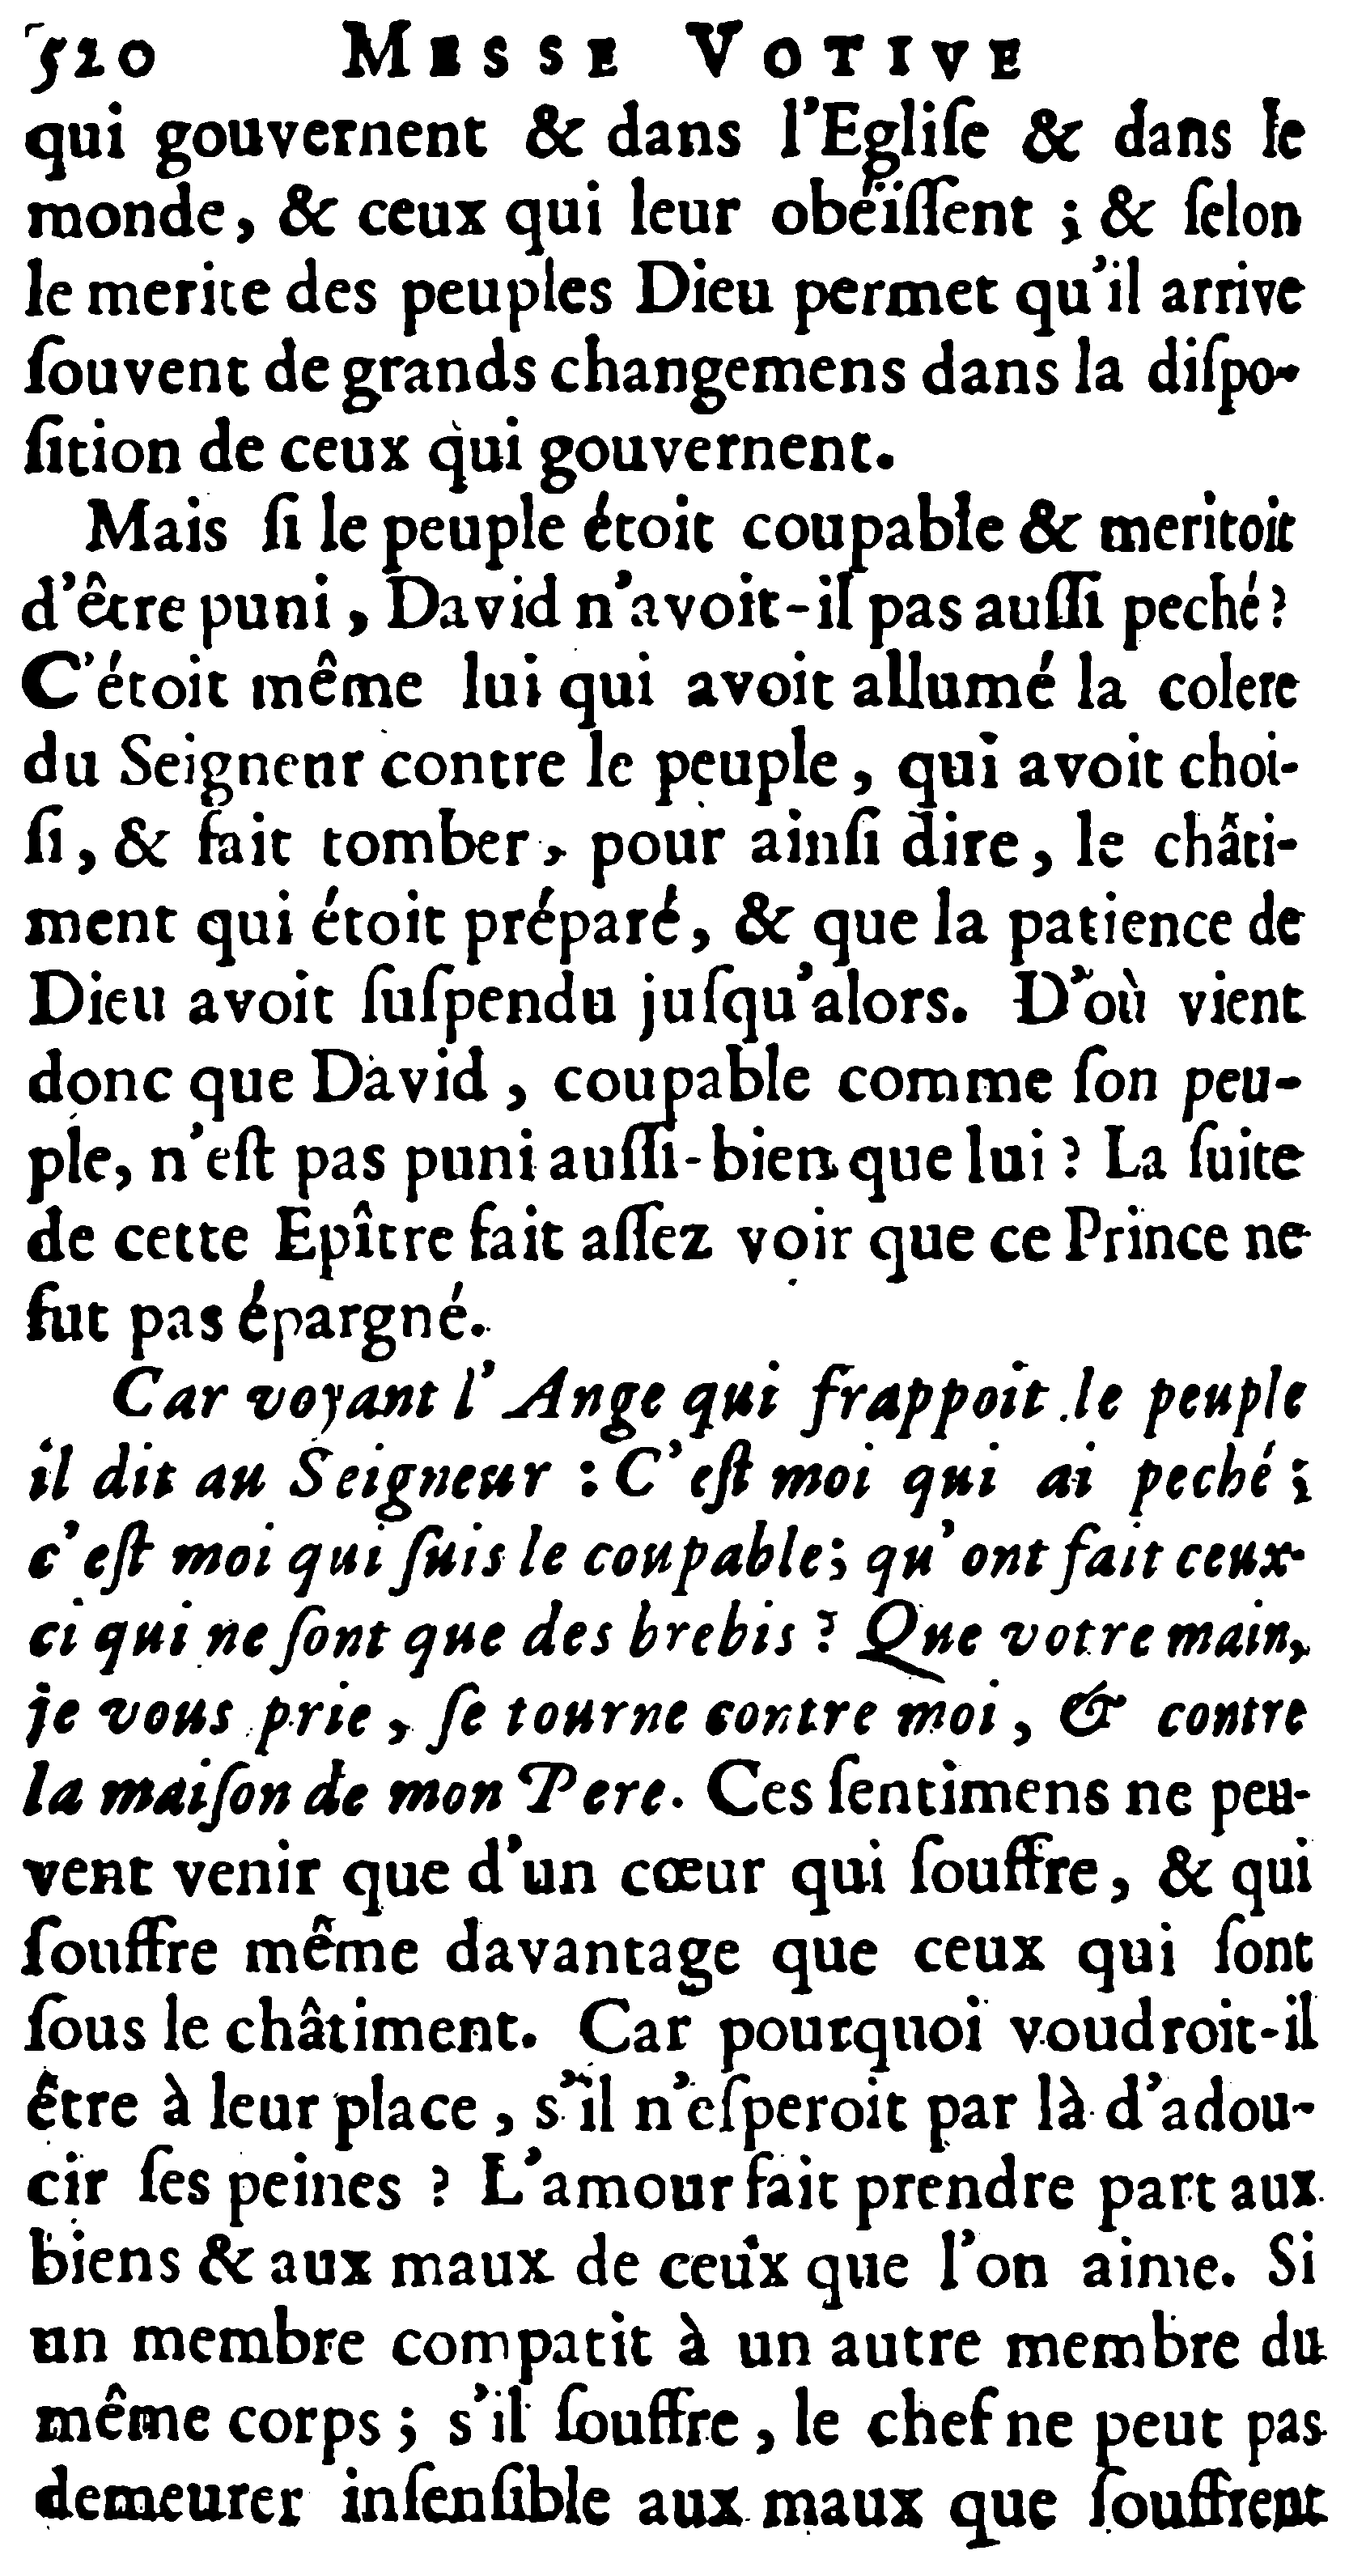 520 MESSE VOTIVE
qui gouvernent & dans l'Egliſe & dans le
monde, & ceux qui leur obéïſſent ; & ſelon
le merite des peuples Dieu permet qu'il arrive
ſouvent de grands changemens dans la diſpo-
ſition de ceux qui gouvernent.
Mais ſi le peuple étoit coupable & meritoit
d'être puni, David n'avoit-il pas auſſi peché ?
C'étoit même lui qui avoit allumé la colere
du Seigneur contre le peuple, qui avoit choi-
ſi, & fait tomber, pour ainſi dire, le châti-
ment qui étoit préparé, & que la patience de
Dieu avoit ſuſpendu juſqu'alors. D'où vient
donc que David, coupable comme ſon peu-
ple, n'eſt pas puni auſſi-bien que lui ? La ſuite
de cette Epître fait aſſez voir que ce Prince ne
fut pas épargné.
Car voyant l'Ange qui frappoit le peuple
il dit au Seigneur : C'eſt moi qui ai peché ;
c'eſt moi qui ſuis le coupable ; qu'ont fait ceux-
ci qui ne ſont que des brebis ? Que votre main,
je vous prie, ſe tourne contre moi, & contre
la maiſon de mon Pere. Ces ſentimens ne peu-
vent venir que d'un cœur qui ſouffre, & qui
ſouffre même davantage que ceux qui ſont
ſous le châtiment. Car pourquoi voudroit-il
être à leur place, s'il n'eſperoit par là d'adou-
cir ſes peines ? L'amour fait prendre part aux
biens & aux maux de ceux que l'on aime. Si
un membre compatit à un autre membre du
même corps ; s'il ſouffre, le chef ne peut pas
demeurer inſenſible aux maux que ſouffrent